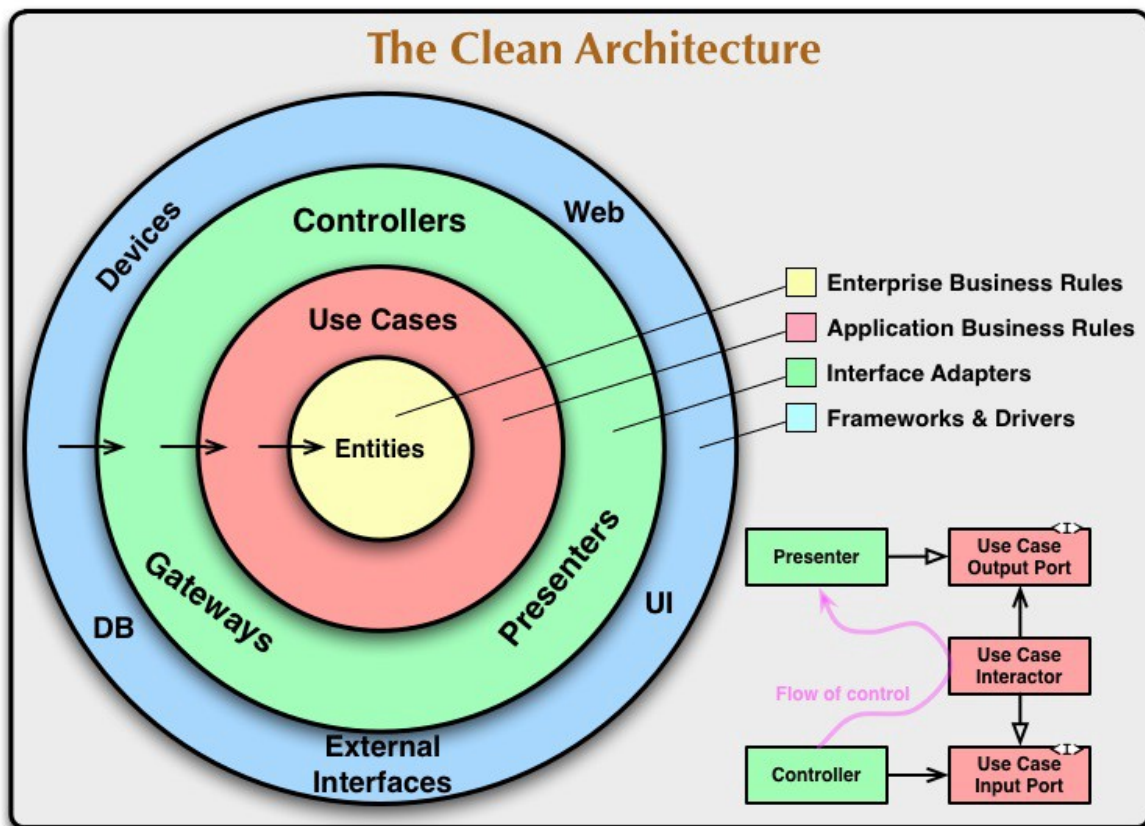 The Clean Architecture
Devices
Web
Controllers
Use Cases
Entities
Gateways
Presenters
DB
UI
External
Interfaces
Enterprise Business Rules
Application Business Rules
Interface Adapters
Frameworks & Drivers
Presenter
<I>
Use Case
Output Port
Use Case
Interactor
Flow of control
Controller
<I>
Use Case
Input Port